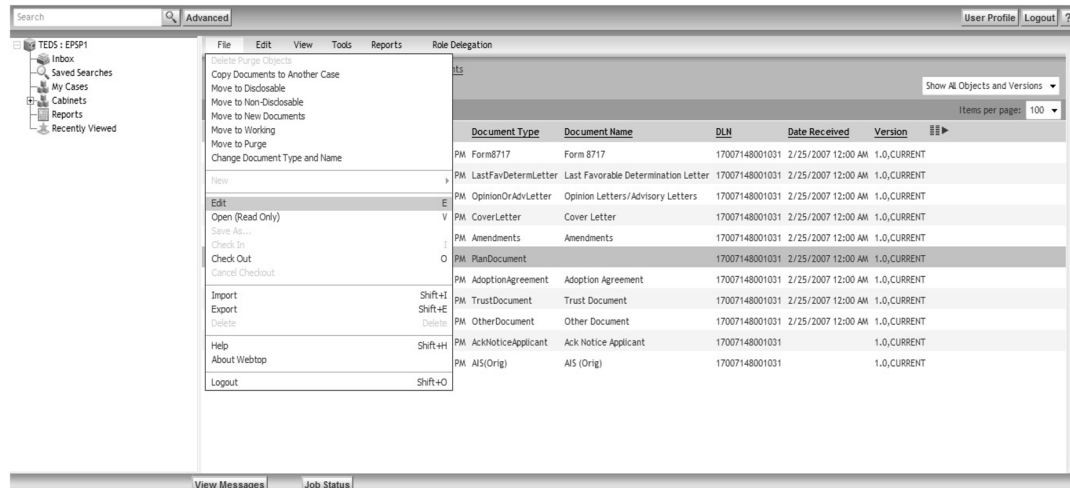 Search Advanced User Profile Logout ?
TEDS : EPSP1
Inbox
Saved Searches
My Cases
Cabinets
Reports
Recently Viewed
File Edit View Tools Reports Role Delegation
Delete Purge Objects
Copy Documents to Another Case
Move to Disclosable
Move to Non-Disclosable
Move to New Documents
Move to Working
Move to Purge
Change Document Type and Name
New
Edit E
Open (Read Only) V
Save As...
Check In I
Check Out O
Cancel Checkout
Import Shift+I
Export Shift+E
Delete Delete
Help Shift+H
About Webtop
Logout Shift+O
Show All Objects and Versions
Items per page: 100
Document Type Document Name DLN Date Received Version
PM Form8717 Form 8717 17007148001031 2/25/2007 12:00 AM 1.0,CURRENT
PM LastFavDetermLetter Last Favorable Determination Letter 17007148001031 2/25/2007 12:00 AM 1.0,CURRENT
PM OpinionOrAdvLetter Opinion Letters/Advisory Letters 17007148001031 2/25/2007 12:00 AM 1.0,CURRENT
PM CoverLetter Cover Letter 17007148001031 2/25/2007 12:00 AM 1.0,CURRENT
PM Amendments Amendments 17007148001031 2/25/2007 12:00 AM 1.0,CURRENT
PM PlanDocument 17007148001031 2/25/2007 12:00 AM 1.0,CURRENT
PM AdoptionAgreement Adoption Agreement 17007148001031 2/25/2007 12:00 AM 1.0,CURRENT
PM TrustDocument Trust Document 17007148001031 2/25/2007 12:00 AM 1.0,CURRENT
PM OtherDocument Other Document 17007148001031 2/25/2007 12:00 AM 1.0,CURRENT
PM AckNoticeApplicant Ack Notice Applicant 17007148001031 1.0,CURRENT
PM AIS(Orig) AIS (Orig) 17007148001031 1.0,CURRENT
View Messages Job Status